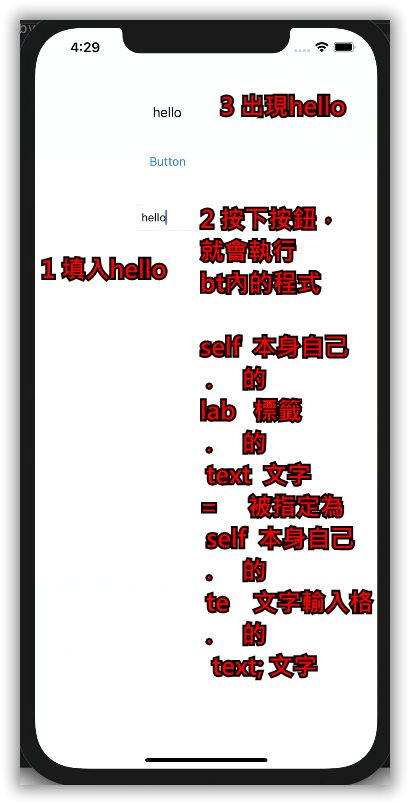 by
4:29
hello
3 出現hello
Button
hello
2 按下按鈕，
就會執行
bt內的程式
1 填入hello
self 本身自己
. 的
lab 標籤
. 的
text 文字
= 被指定為
self 本身自己
. 的
te 文字輸入格
. 的
text; 文字